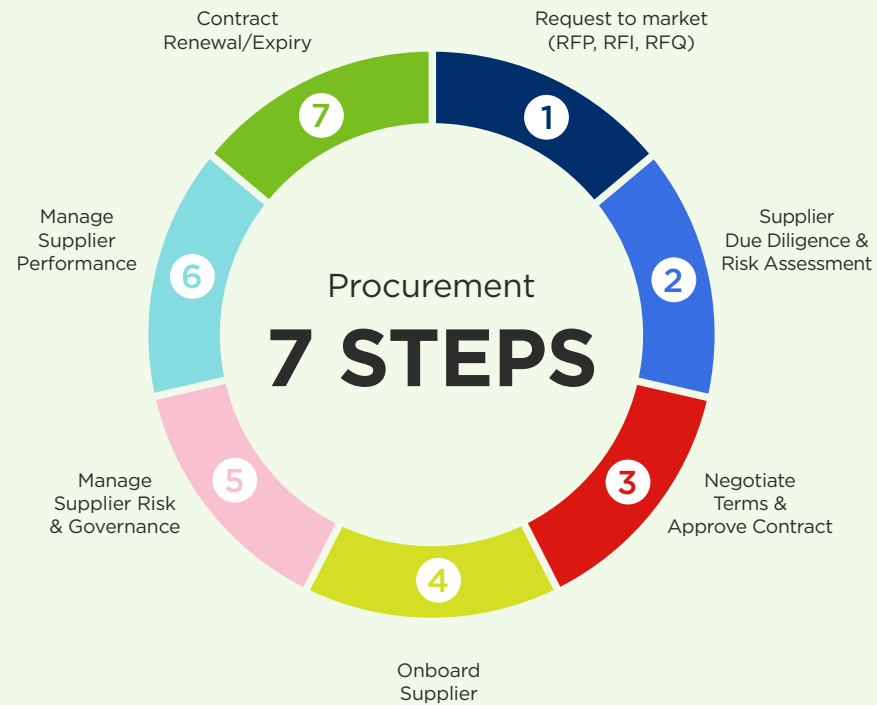 Procurement
7 STEPS
1
Request to market
(RFP, RFI, RFQ)
2
Supplier
Due Diligence &
Risk Assessment
3
Negotiate
Terms &
Approve Contract
4
Onboard
Supplier
5
Manage
Supplier Risk
& Governance
6
Manage
Supplier
Performance
7
Contract
Renewal/Expiry